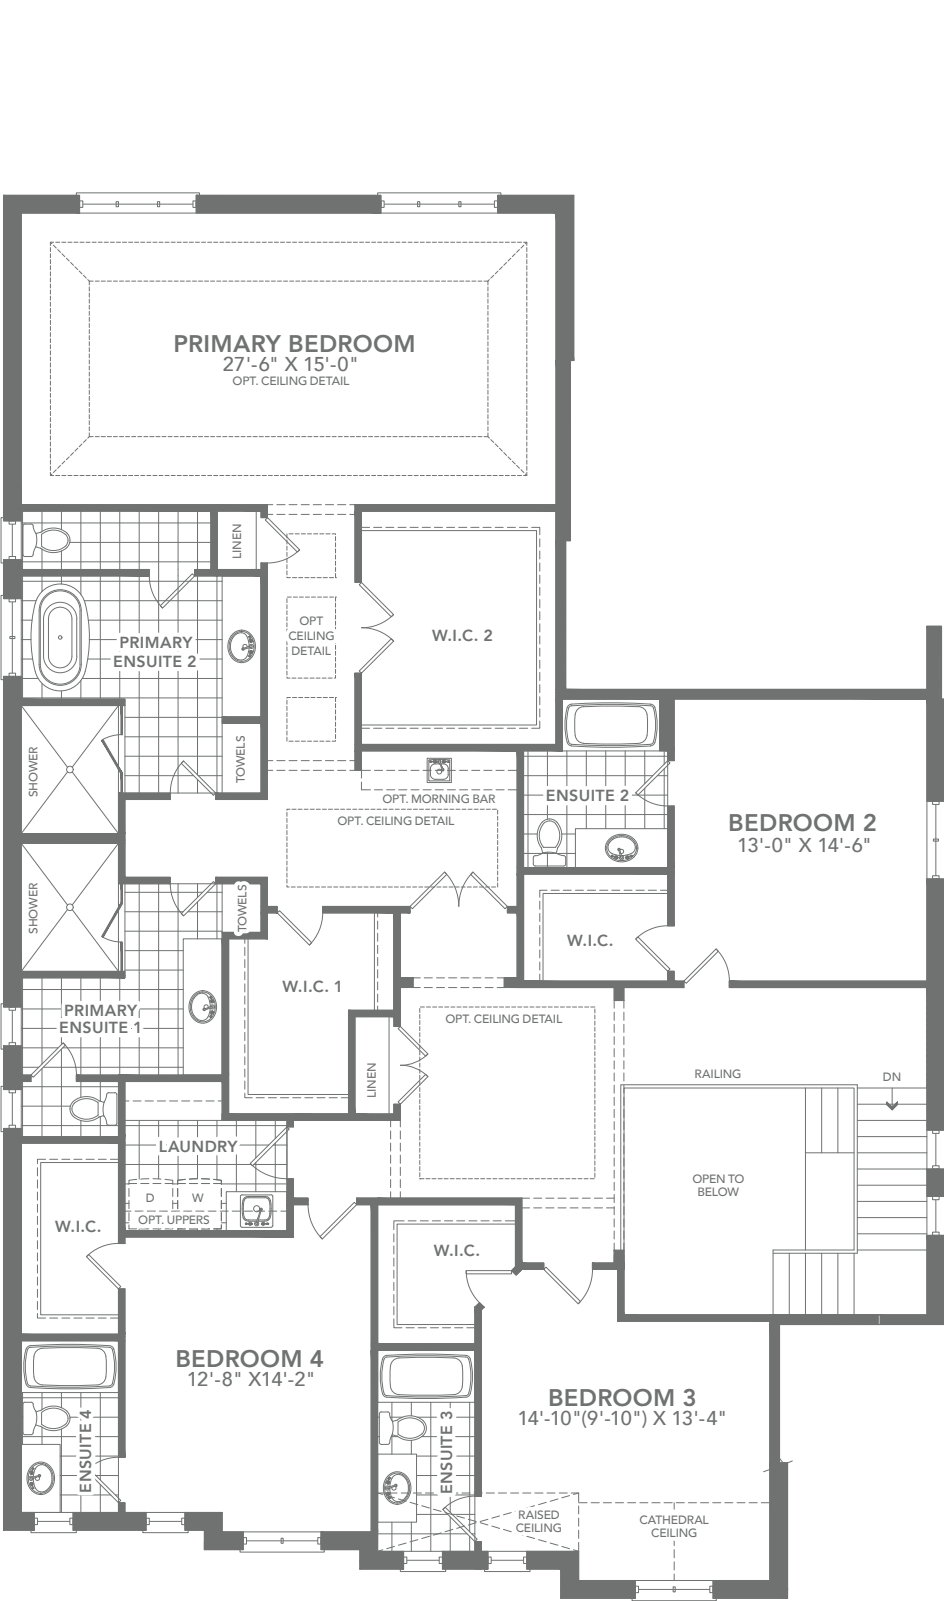 PRIMARY BEDROOM
27'-6" X 15'-0"
OPT. CEILING DETAIL
LINEN
OPT
CEILING
DETAIL
W.I.C. 2
PRIMARY
ENSUITE 2
SHOWER
TOWELS
OPT. MORNING BAR
OPT. CEILING DETAIL
ENSUITE 2
BEDROOM 2
13'-0" X 14'-6"
SHOWER
TOWELS
W.I.C.
W.I.C. 1
PRIMARY
ENSUITE 1
OPT. CEILING DETAIL
LINEN
RAILING
DN
LAUNDRY
D
W
OPT. UPPERS
OPEN TO
BELOW
W.I.C.
W.I.C.
BEDROOM 4
12'-8" X14'-2"
BEDROOM 3
14'-10"(9'-10") X 13'-4"
ENSUITE 4
ENSUITE 3
RAISED
CEILING
CATHEDRAL
CEILING